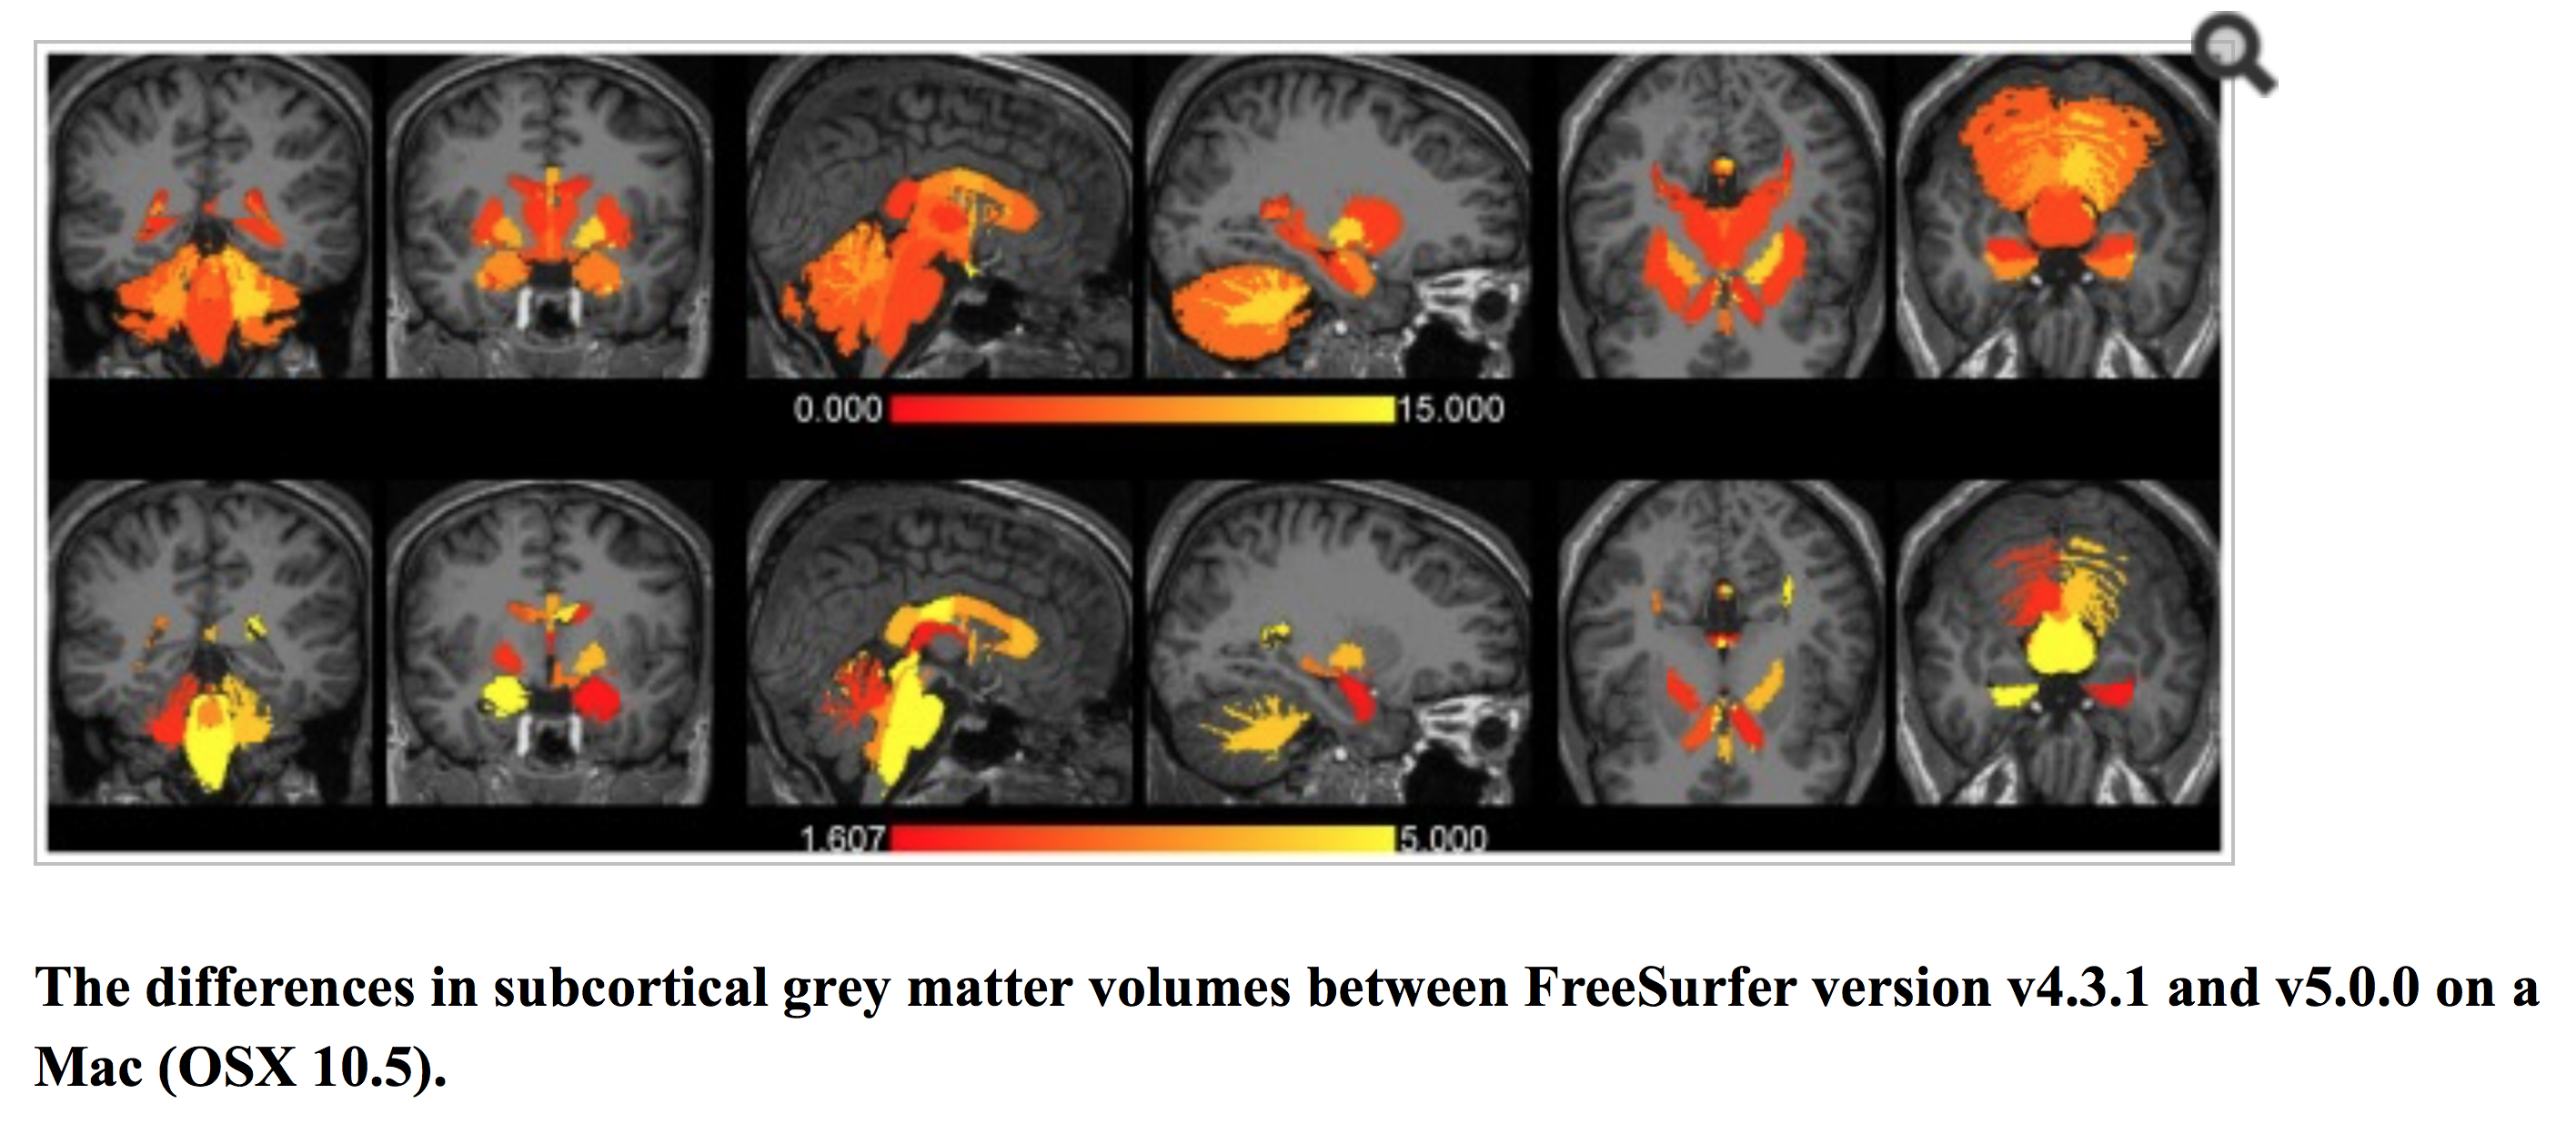 0.000 15.000
1.607 5.000
The differences in subcortical grey matter volumes between FreeSurfer version v4.3.1 and v5.0.0 on a
Mac (OSX 10.5).